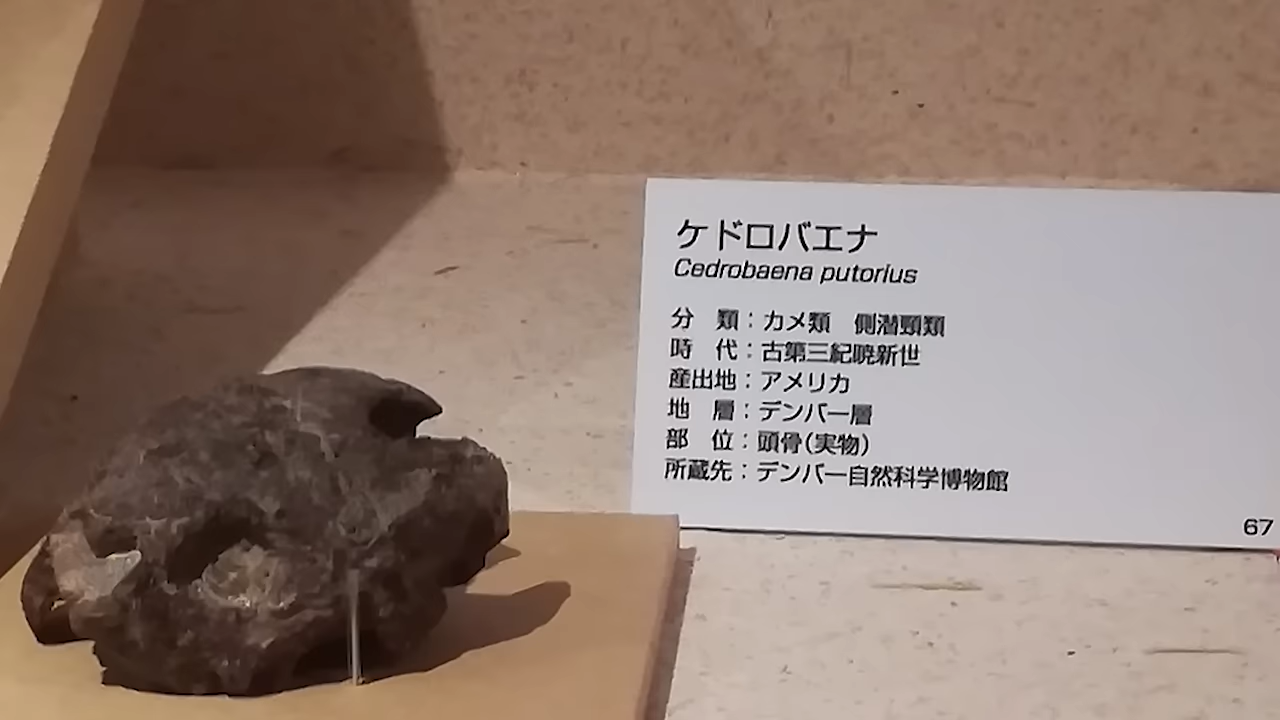 ケドロバエナ
Cedrobaena putorius
分　類：カメ類　側潜頸類
時　代：古第三紀暁新世
産出地：アメリカ
地　層：デンバー層
部　位：頭骨(実物)
所蔵先：デンバー自然科学博物館
67